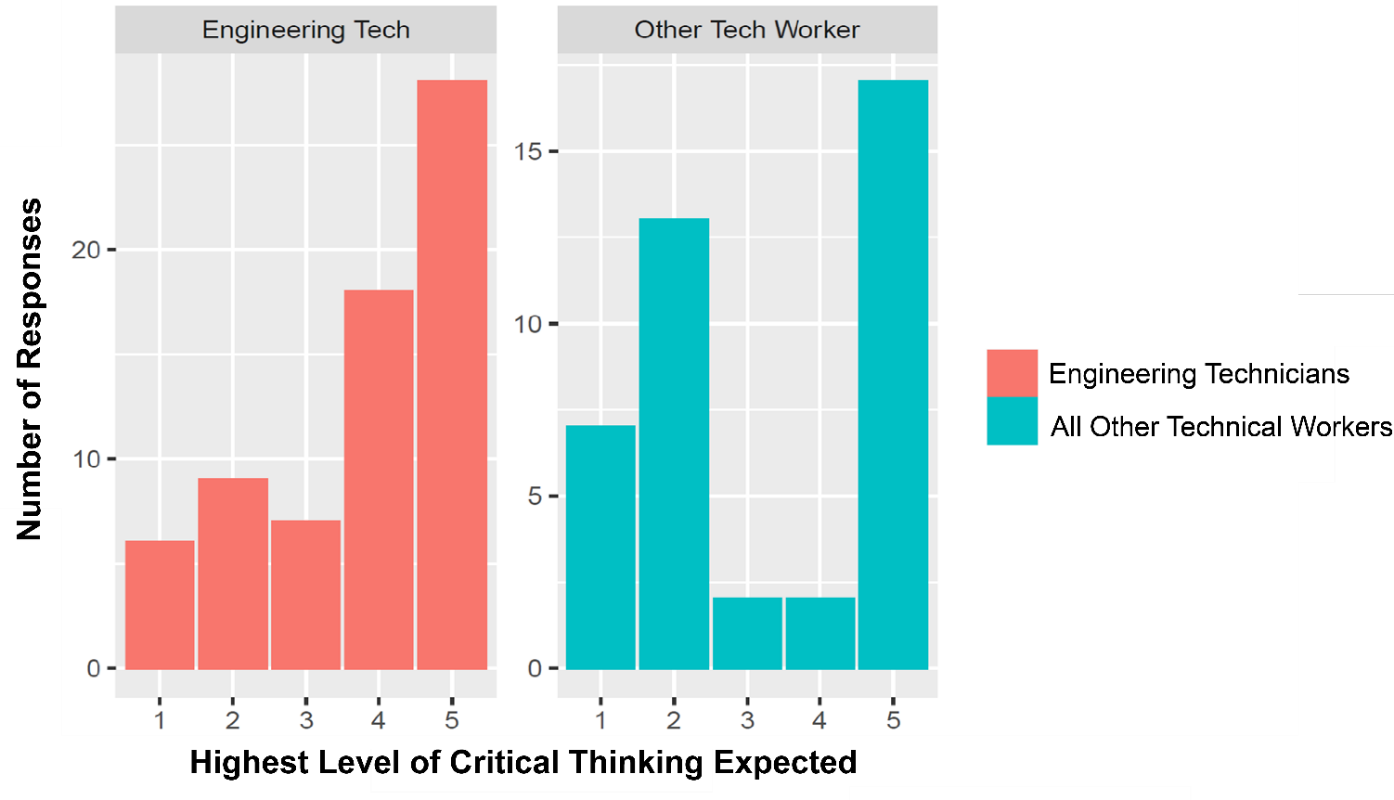 Engineering Tech
Other Tech Worker
Number of Responses
20
10
0
15
10
5
0
1 2 3 4 5
1 2 3 4 5
Highest Level of Critical Thinking Expected
Engineering Technicians
All Other Technical Workers